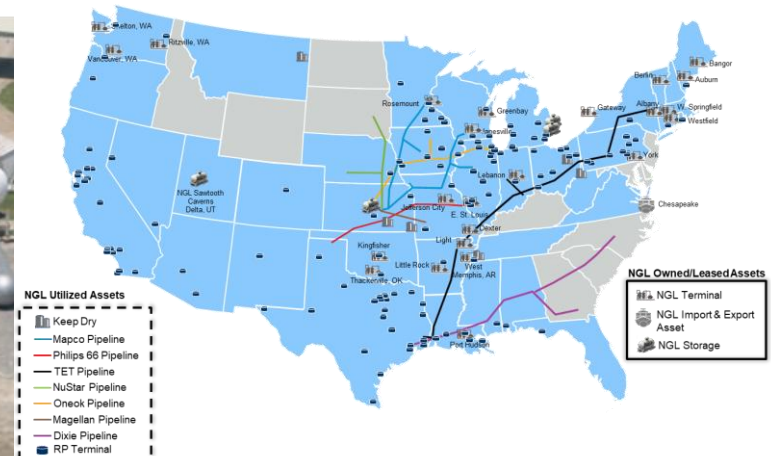 Shelton, WA
Ritzville, WA
Vancouver, WA
Rosemount
Greenbay
Janesville
Berlin
Bangor
Auburn
Gateway
Albany
W. Springfield
Westfield
York
Lebanon
NGL Sawtooth
Caverns
Delta, UT
Jefferson City
E. St. Louis
Chesapeake
Dexter
Light
Kingfisher
Little Rock
West
Memphis, AR
Thackerville, OK
Port Hudson
NGL Utilized Assets
Keep Dry
Mapco Pipeline
Philips 66 Pipeline
TET Pipeline
NuStar Pipeline
Oneok Pipeline
Magellan Pipeline
Dixie Pipeline
RP Terminal
NGL Owned/Leased Assets
NGL Terminal
NGL Import & Export
Asset
NGL Storage